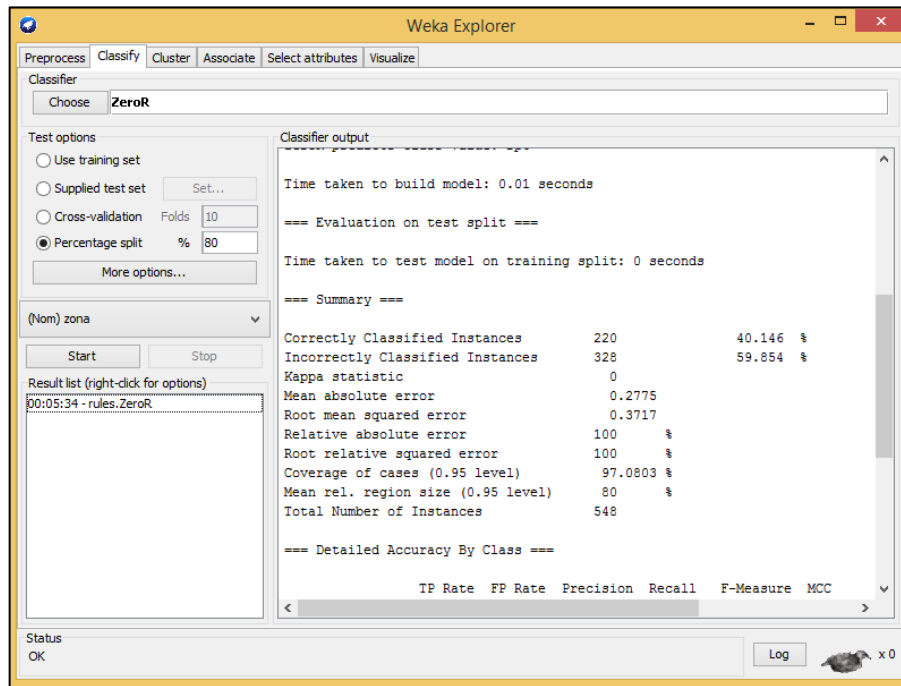 Weka Explorer
Preprocess Classify Cluster Associate Select attributes Visualize
Classifier
Choose ZeroR
Test options
Use training set
Supplied test set Set...
Cross-validation Folds 10
Percentage split % 80
More options...
(Nom) zona
Start Stop
Result list (right-click for options)
00:05:34 - rules.ZeroR
Classifier output
Time taken to build model: 0.01 seconds
=== Evaluation on test split ===
Time taken to test model on training split: 0 seconds
=== Summary ===
Correctly Classified Instances 220 40.146 %
Incorrectly Classified Instances 328 59.854 %
Kappa statistic 0
Mean absolute error 0.2775
Root mean squared error 0.3717
Relative absolute error 100 %
Root relative squared error 100 %
Coverage of cases (0.95 level) 97.0803 %
Mean rel. region size (0.95 level) 80 %
Total Number of Instances 548
=== Detailed Accuracy By Class ===
TP Rate FP Rate Precision Recall F-Measure MCC
Status
OK
Log
x 0